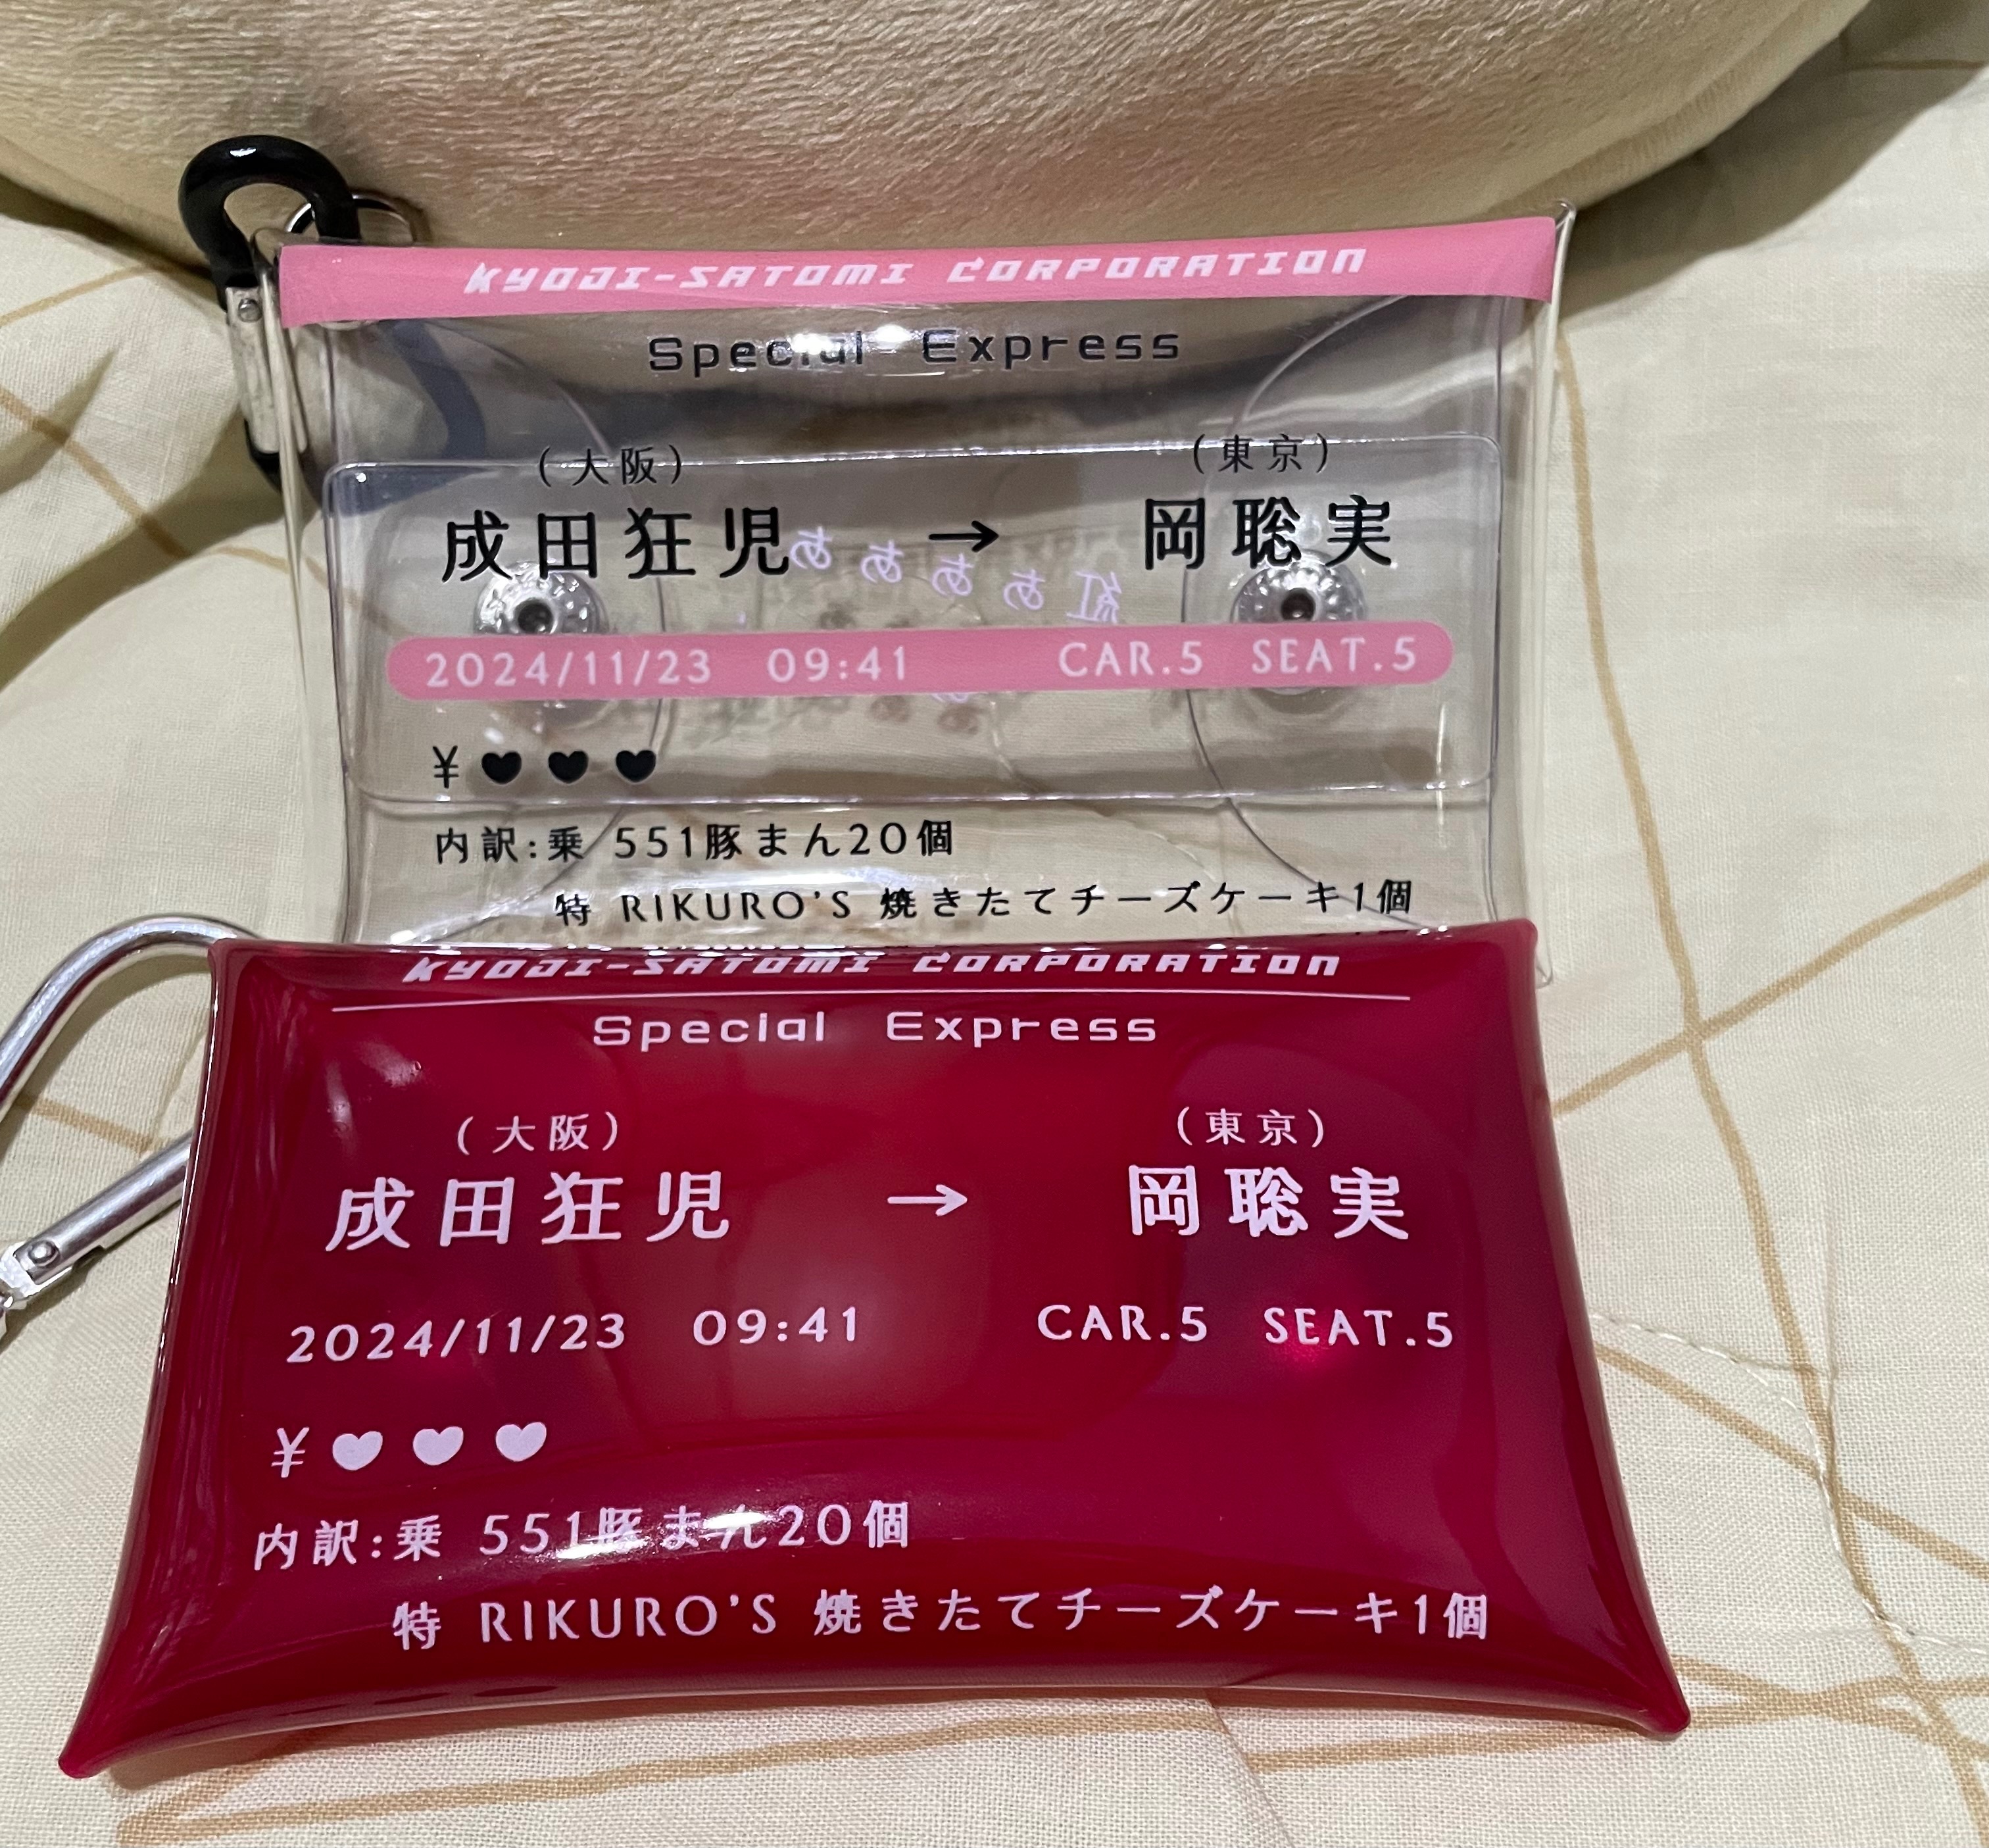 KYOJI-SATOMI CORPORATION
Special Express
(大阪) (東京)
成田狂児 → 岡聡実
紅ぁぁぁぁ
2024/11/23 09:41 CAR.5 SEAT.5
¥♥♥♥
内訳:乗 551豚まん20個
特 RIKURO'S 焼きたてチーズケーキ1個
KYOJI-SATOMI CORPORATION
Special Express
(大阪) (東京)
成田狂児 → 岡聡実
2024/11/23 09:41 CAR.5 SEAT.5
¥♥♥♥
内訳:乗 551豚まん20個
特 RIKURO'S 焼きたてチーズケーキ1個